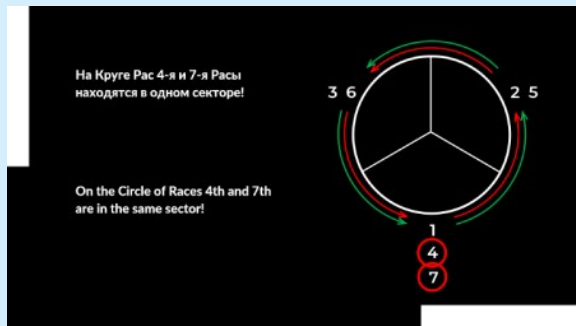 На Круге Рас 4-я и 7-я Расы
находятся в одном секторе!
3 6
2 5
On the Circle of Races 4th and 7th
are in the same sector!
1
4
7